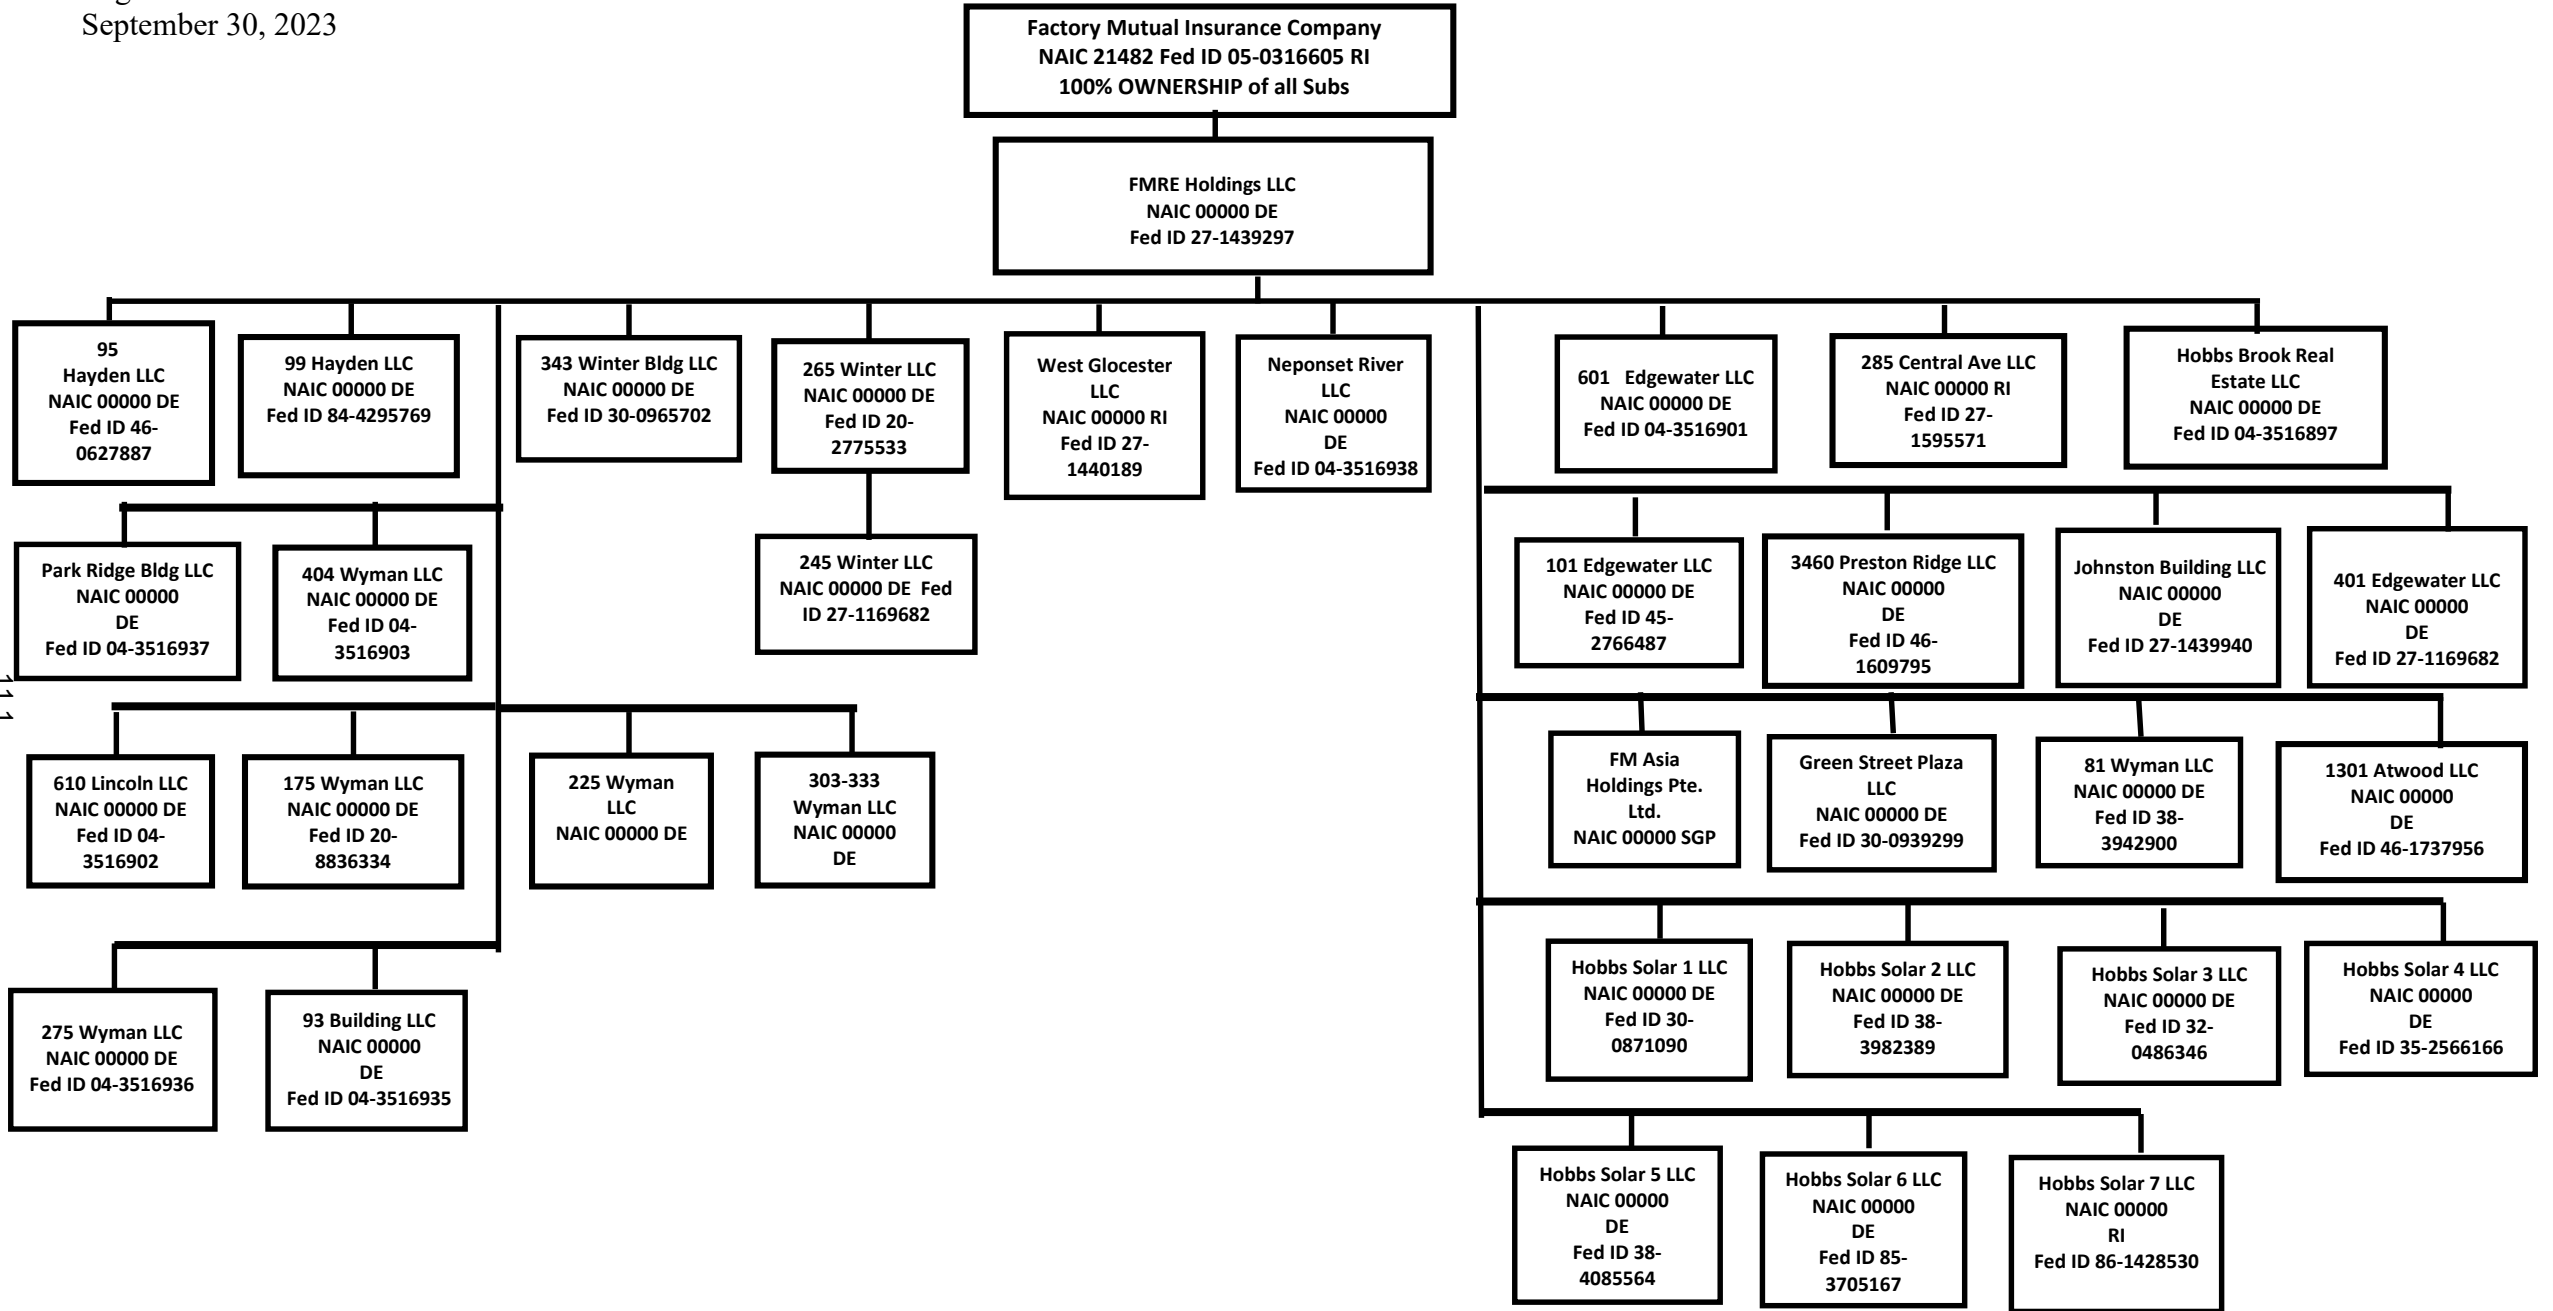 September 30, 2023
Factory Mutual Insurance Company
NAIC 21482 Fed ID 05-0316605 RI
100% OWNERSHIP of all Subs
FMRE Holdings LLC
NAIC 00000 DE
Fed ID 27-1439297
95
Hayden LLC
NAIC 00000 DE
Fed ID 46-
0627887
99 Hayden LLC
NAIC 00000 DE
Fed ID 84-4295769
343 Winter Bldg LLC
NAIC 00000 DE
Fed ID 30-0965702
265 Winter LLC
NAIC 00000 DE
Fed ID 20-
2775533
West Glocester
LLC
NAIC 00000 RI
Fed ID 27-
1440189
Neponset River
LLC
NAIC 00000
DE
Fed ID 04-3516938
601 Edgewater LLC
NAIC 00000 DE
Fed ID 04-3516901
285 Central Ave LLC
NAIC 00000 RI
Fed ID 27-
1595571
Hobbs Brook Real
Estate LLC
NAIC 00000 DE
Fed ID 04-3516897
Park Ridge Bldg LLC
NAIC 00000
DE
Fed ID 04-3516937
404 Wyman LLC
NAIC 00000 DE
Fed ID 04-
3516903
245 Winter LLC
NAIC 00000 DE Fed
ID 27-1169682
101 Edgewater LLC
NAIC 00000 DE
Fed ID 45-
2766487
3460 Preston Ridge LLC
NAIC 00000
DE
Fed ID 46-
1609795
Johnston Building LLC
NAIC 00000
DE
Fed ID 27-1439940
401 Edgewater LLC
NAIC 00000
DE
Fed ID 27-1169682
610 Lincoln LLC
NAIC 00000 DE
Fed ID 04-
3516902
175 Wyman LLC
NAIC 00000 DE
Fed ID 20-
8836334
225 Wyman
LLC
NAIC 00000 DE
303-333
Wyman LLC
NAIC 00000
DE
FM Asia
Holdings Pte.
Ltd.
NAIC 00000 SGP
Green Street Plaza
LLC
NAIC 00000 DE
Fed ID 30-0939299
81 Wyman LLC
NAIC 00000 DE
Fed ID 38-
3942900
1301 Atwood LLC
NAIC 00000
DE
Fed ID 46-1737956
275 Wyman LLC
NAIC 00000 DE
Fed ID 04-3516936
93 Building LLC
NAIC 00000
DE
Fed ID 04-3516935
Hobbs Solar 1 LLC
NAIC 00000 DE
Fed ID 30-
0871090
Hobbs Solar 2 LLC
NAIC 00000 DE
Fed ID 38-
3982389
Hobbs Solar 3 LLC
NAIC 00000 DE
Fed ID 32-
0486346
Hobbs Solar 4 LLC
NAIC 00000
DE
Fed ID 35-2566166
Hobbs Solar 5 LLC
NAIC 00000
DE
Fed ID 38-
4085564
Hobbs Solar 6 LLC
NAIC 00000
DE
Fed ID 85-
3705167
Hobbs Solar 7 LLC
NAIC 00000
RI
Fed ID 86-1428530